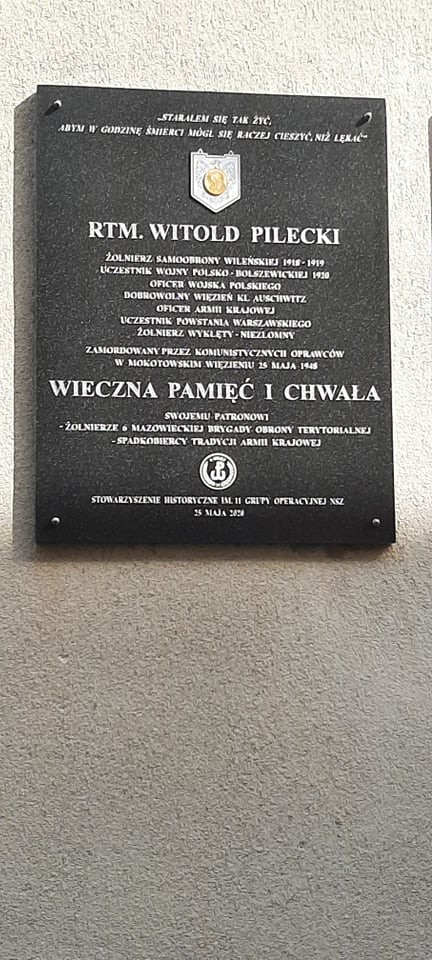 „STARAŁEM SIĘ TAK ŻYĆ,
ABYM W GODZINĘ ŚMIERCI MÓGŁ SIĘ RACZEJ CIESZYĆ, NIŻ LĘKAĆ"
RTM. WITOLD PILECKI
ŻOŁNIERZ SAMOOBRONY WILEŃSKIEJ 1918 - 1919
UCZESTNIK WOJNY POLSKO - BOLSZEWICKIEJ 1920
OFICER WOJSKA POLSKIEGO
DOBROWOLNY WIĘZIEŃ KL AUSCHWITZ
OFICER ARMII KRAJOWEJ
UCZESTNIK POWSTANIA WARSZAWSKIEGO
ŻOŁNIERZ WYKLĘTY - NIEZŁOMNY
ZAMORDOWANY PRZEZ KOMUNISTYCZNYCH OPRAWCÓW
W MOKOTOWSKIM WIĘZIENIU 25 MAJA 1948
WIECZNA PAMIĘĆ I CHWAŁA
SWOJEMU PATRONOWI
- ŻOŁNIERZE 6 MAZOWIECKIEJ BRYGADY OBRONY TERYTORIALNEJ
- SPADKOBIERCY TRADYCJI ARMII KRAJOWEJ
STOWARZYSZENIE HISTORYCZNE IM. 11 GRUPY OPERACYJNEJ NSZ
25 MAJA 2020